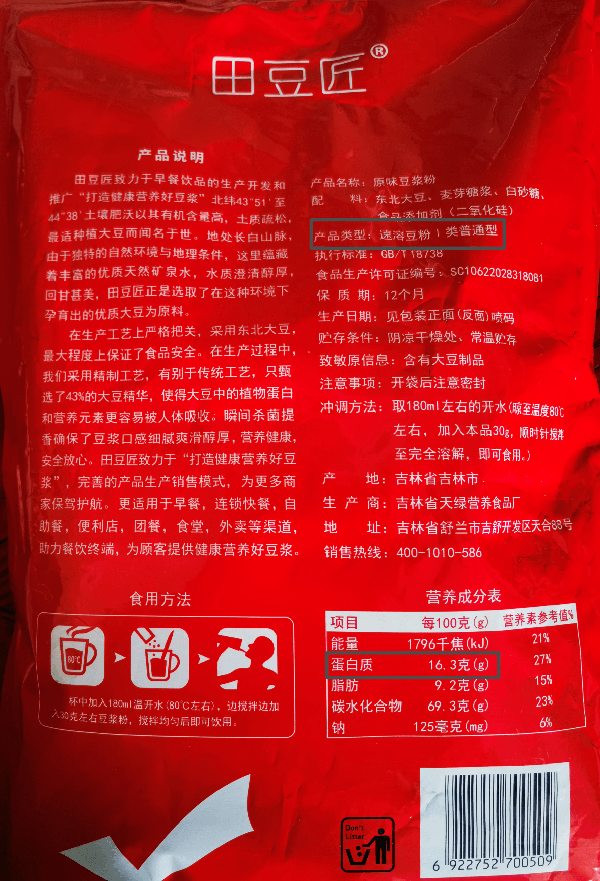 田豆匠®
产品说明
田豆匠致力于早餐饮品的生产开发和
推广“打造健康营养好豆浆”北纬43°51′至
44°38′土壤肥沃以其有机含量高，土质疏松，
最适种植大豆而闻名于世。地处长白山脉，
由于独特的自然环境与地理条件，这里蕴藏
着丰富的优质天然矿泉水，水质澄清醇厚，
回甘甚美，田豆匠正是选取了在这种环境下
孕育出的优质大豆为原料。
在生产工艺上严格把关，采用东北大豆，
最大程度上保证了食品安全。在生产过程中，
我们采用精制工艺，有别于传统工艺，只甄
选了43%的大豆精华，使得大豆中的植物蛋白
和营养元素更容易被人体吸收。瞬间杀菌提
香确保了豆浆口感细腻爽滑醇厚，营养健康，
安全放心。田豆匠致力于“打造健康营养好豆
浆”，完善的产品生产销售模式，为更多商
家保驾护航。更适用于早餐，连锁快餐，自
助餐，便利店，团餐，食堂，外卖等渠道，
助力餐饮终端，为顾客提供健康营养好豆浆。
产品名称：原味豆浆粉
配 料：东北大豆、麦芽糖浆、白砂糖、
食品添加剂（二氧化硅）
产品类型：速溶豆粉Ⅰ类普通型
执行标准：GB/T18738
食品生产许可证编号：SC10622028318081
保 质 期：12个月
生产日期：见包装正面(反面)喷码
贮存条件：阴凉干燥处、常温贮存
致敏原信息：含有大豆制品
注意事项：开袋后注意密封
冲调方法：取180ml左右的开水(晾至温度80℃
左右，加入本品30g，顺时针搅拌
至完全溶解，即可食用。)
产 地：吉林省吉林市
生 产 商：吉林省天绿营养食品厂
地 址：吉林省舒兰市吉舒开发区天合88号
销售热线：400-1010-586
食用方法
80℃
杯中加入180ml温开水(80℃左右)，边搅拌边加
入30克左右豆浆粉，搅拌均匀后即可饮用。
营养成分表
项目 每100克(g) 营养素参考值%
能量 1796千焦(kJ) 21%
蛋白质 16.3克(g) 27%
脂肪 9.2克(g) 15%
碳水化合物 69.3克(g) 23%
钠 125毫克(mg) 6%
Don't
Litter
6 922752 700509